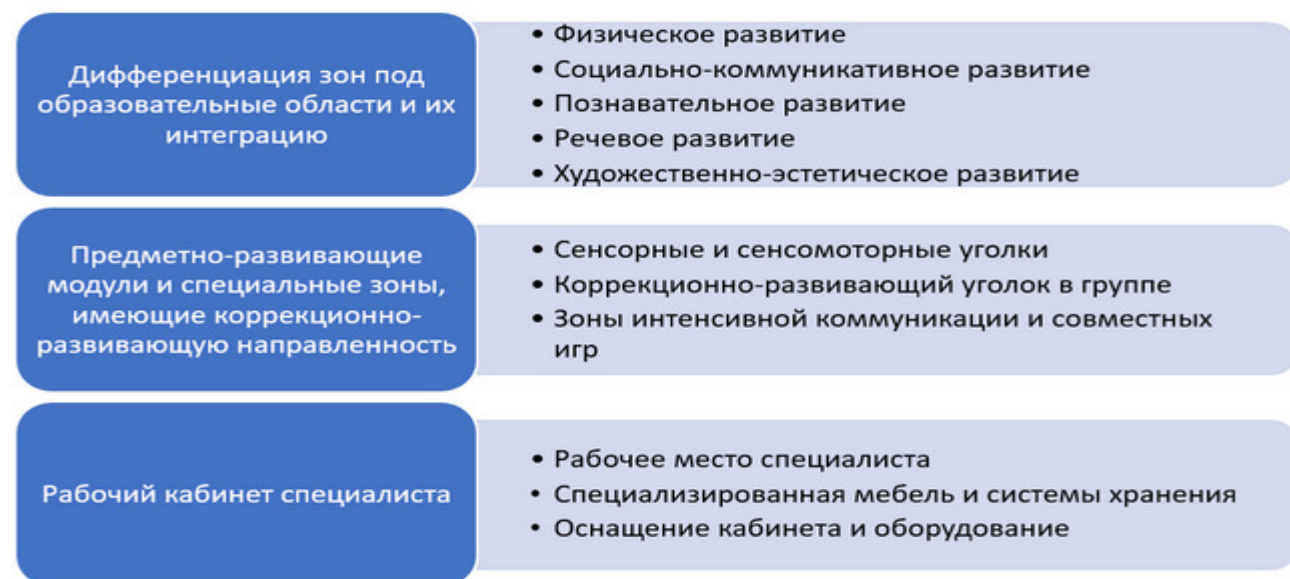 Дифференциация зон под
образовательные области и их
интеграцию
• Физическое развитие
• Социально-коммуникативное развитие
• Познавательное развитие
• Речевое развитие
• Художественно-эстетическое развитие
Предметно-развивающие
модули и специальные зоны,
имеющие коррекционно-
развивающую направленность
• Сенсорные и сенсомоторные уголки
• Коррекционно-развивающий уголок в группе
• Зоны интенсивной коммуникации и совместных
игр
Рабочий кабинет специалиста
• Рабочее место специалиста
• Специализированная мебель и системы хранения
• Оснащение кабинета и оборудование